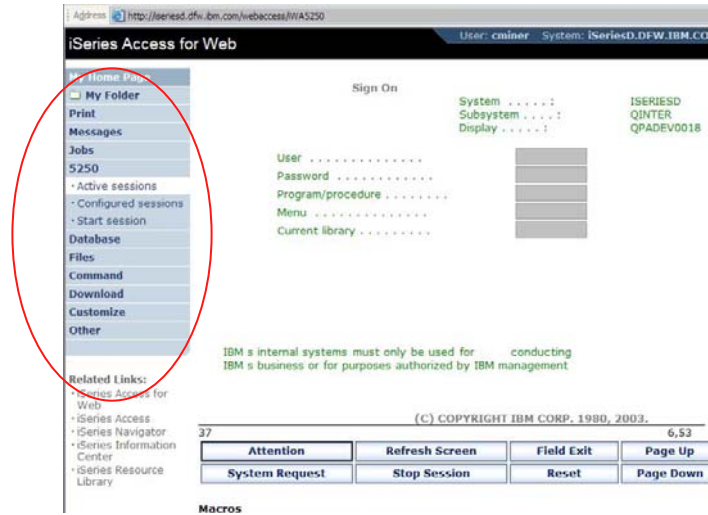 Address http://iseriesd.dfw.ibm.com/webaccess/iWA5250
iSeries Access for Web
User: cminer System: iSeriesD.DFW.IBM.CO
My Home Page
My Folder
Print
Messages
Jobs
5250
• Active sessions
• Configured sessions
• Start session
Database
Files
Command
Download
Customize
Other
Related Links:
• iSeries Access for
Web
• iSeries Access
• iSeries Navigator
• iSeries Information
Center
• iSeries Resource
Library
Sign On
System . . . . . : ISERIESD
Subsystem . . . . : QINTER
Display . . . . . : QPADEV0018
User . . . . . . . . . . . . . .
Password . . . . . . . . . . . .
Program/procedure . . . . . . . .
Menu . . . . . . . . . . . . . .
Current library . . . . . . . . .
IBM s internal systems must only be used for conducting
IBM s business or for purposes authorized by IBM management
(C) COPYRIGHT IBM CORP. 1980, 2003.
37 6,53
Attention Refresh Screen Field Exit Page Up
System Request Stop Session Reset Page Down
Macros